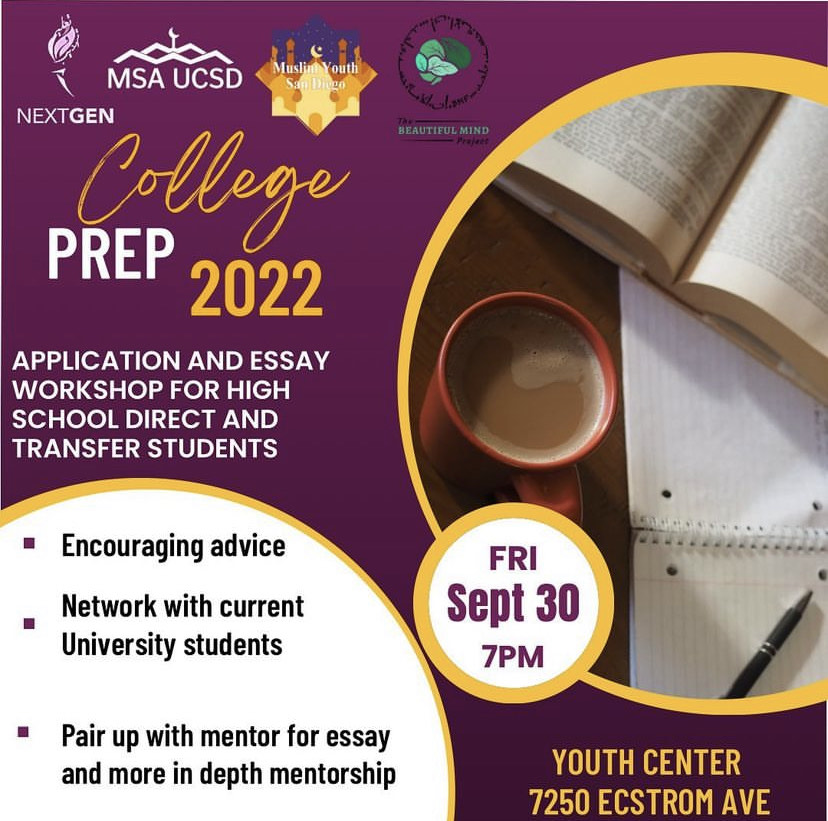 NEXTGEN
MSA UCSD
Muslim Youth
San Diego
The
BEAUTIFUL MIND
Project
College
PREP
2022
APPLICATION AND ESSAY
WORKSHOP FOR HIGH
SCHOOL DIRECT AND
TRANSFER STUDENTS
Encouraging advice
Network with current
University students
Pair up with mentor for essay
and more in depth mentorship
FRI
Sept 30
7PM
YOUTH CENTER
7250 ECSTROM AVE